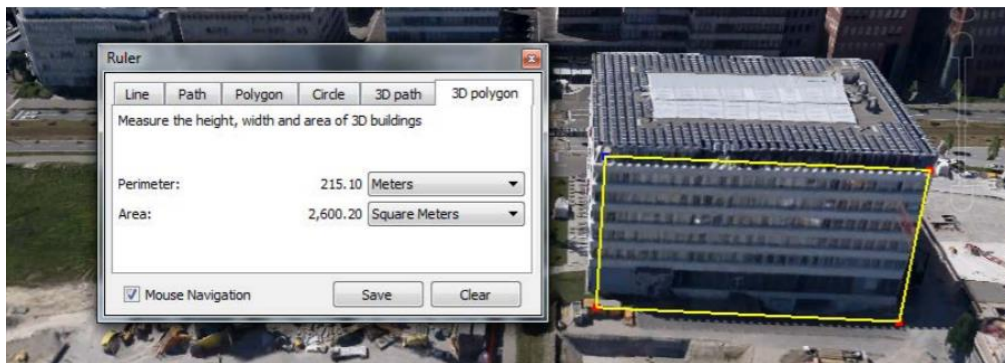 Ruler
Line Path Polygon Circle 3D path 3D polygon
Measure the height, width and area of 3D buildings
Perimeter: 215.10 Meters
Area: 2,600.20 Square Meters
Mouse Navigation Save Clear